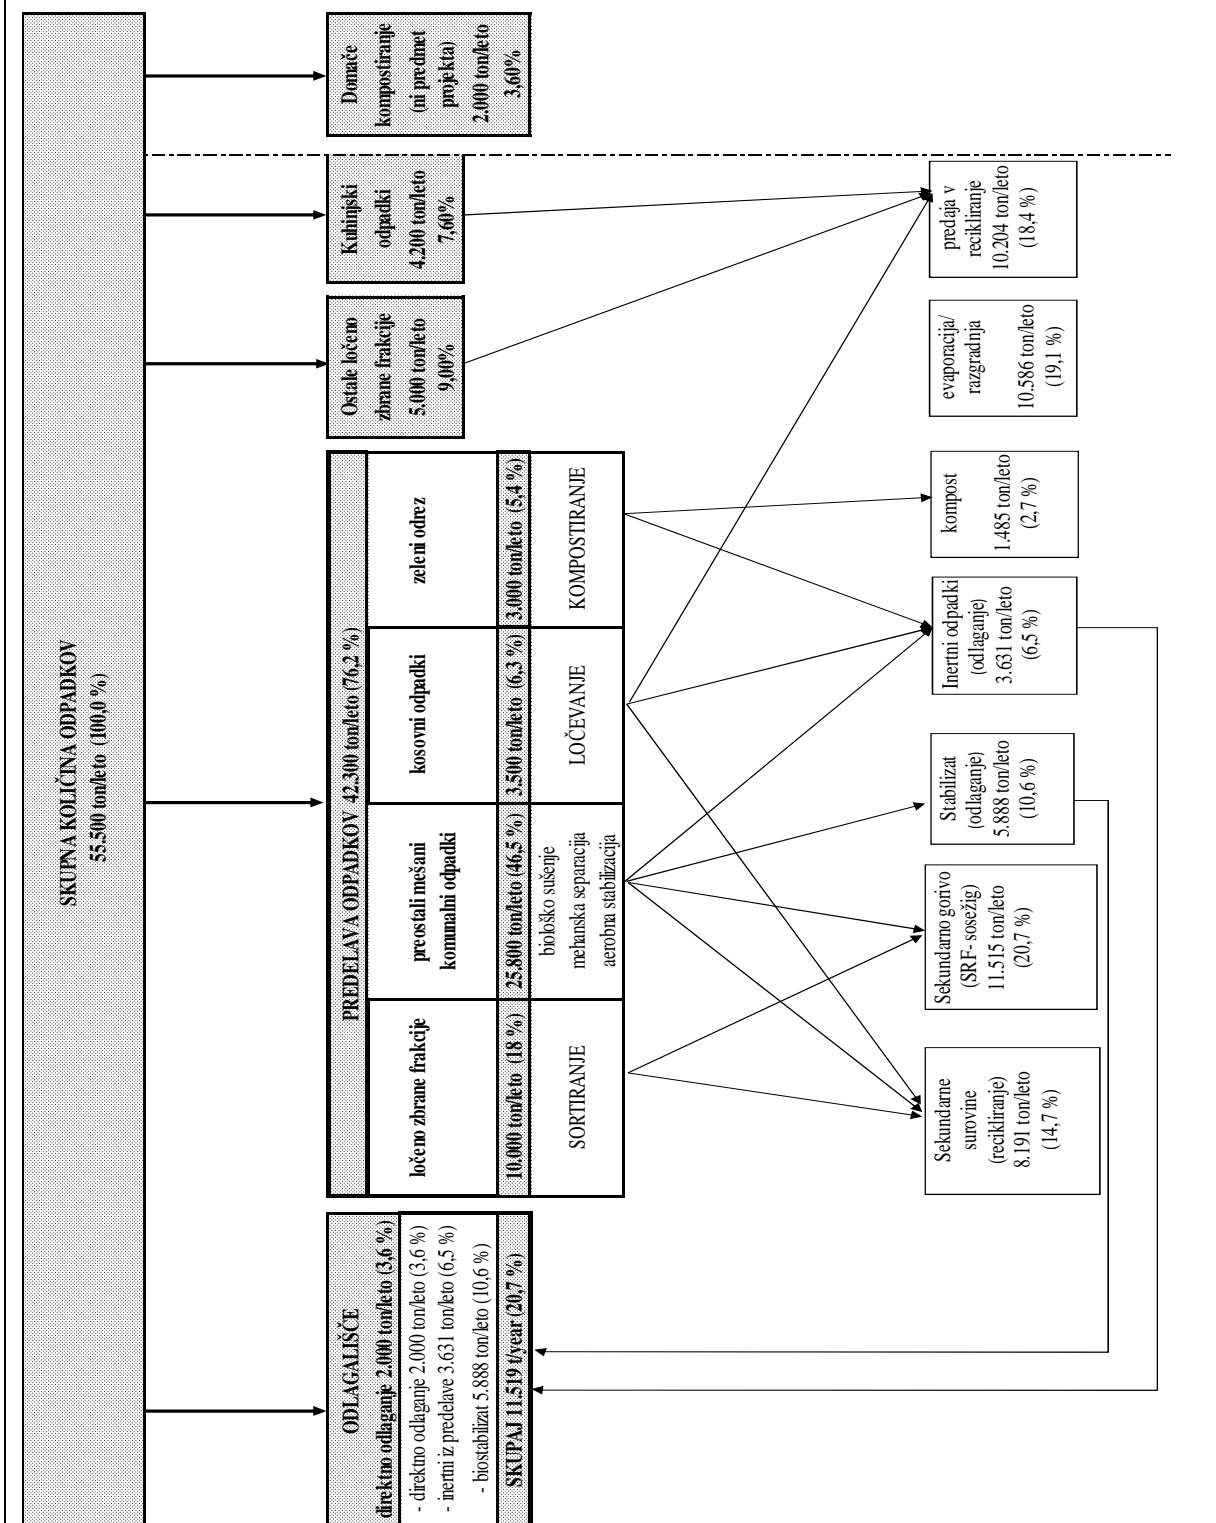 SKUPNA KOLIČINA ODPADKOV
55.500 ton/leto (100,0 %)
ODLAGALIŠČE
direktno odlaganje 2.000 ton/leto (3,6 %)
- direktno odlaganje 2.000 ton/leto (3,6 %)
- inertni iz predelave 3.631 ton/leto (6,5 %)
- biostabilizat 5.888 ton/leto (10,6 %)
SKUPAJ 11.519 t/year (20,7 %)
PREDELAVA ODPADKOV 42.300 ton/leto (76,2 %)
ločeno zbrane frakcije
10.000 ton/leto (18 %)
SORTIRANJE
preostali mešani
komunalni odpadki
25.800 ton/leto (46,5 %)
biološko sušenje
mehanska separacija
aerobna stabilizacija
kosovni odpadki
3.500 ton/leto (6,3 %)
LOČEVANJE
zeleni odrez
3.000 ton/leto (5,4 %)
KOMPOSTIRANJE
Ostale ločeno
zbrane frakcije
5.000 ton/leto
9,00%
Kuhinjski
odpadki
4.200 ton/leto
7,60%
Domače
kompostiranje
(ni predmet
projekta)
2.000 ton/leto
3,60%
Sekundarne
surovine
(recikliranje)
8.191 ton/leto
(14,7 %)
Sekundarno gorivo
(SRF- sosežig)
11.515 ton/leto
(20,7 %)
Stabilizat
(odlaganje)
5.888 ton/leto
(10,6 %)
Inertni odpadki
(odlaganje)
3.631 ton/leto
(6,5 %)
kompost
1.485 ton/leto
(2,7 %)
evaporacija/
razgradnja
10.586 ton/leto
(19,1 %)
predaja v
recikliranje
10.204 ton/leto
(18,4 %)